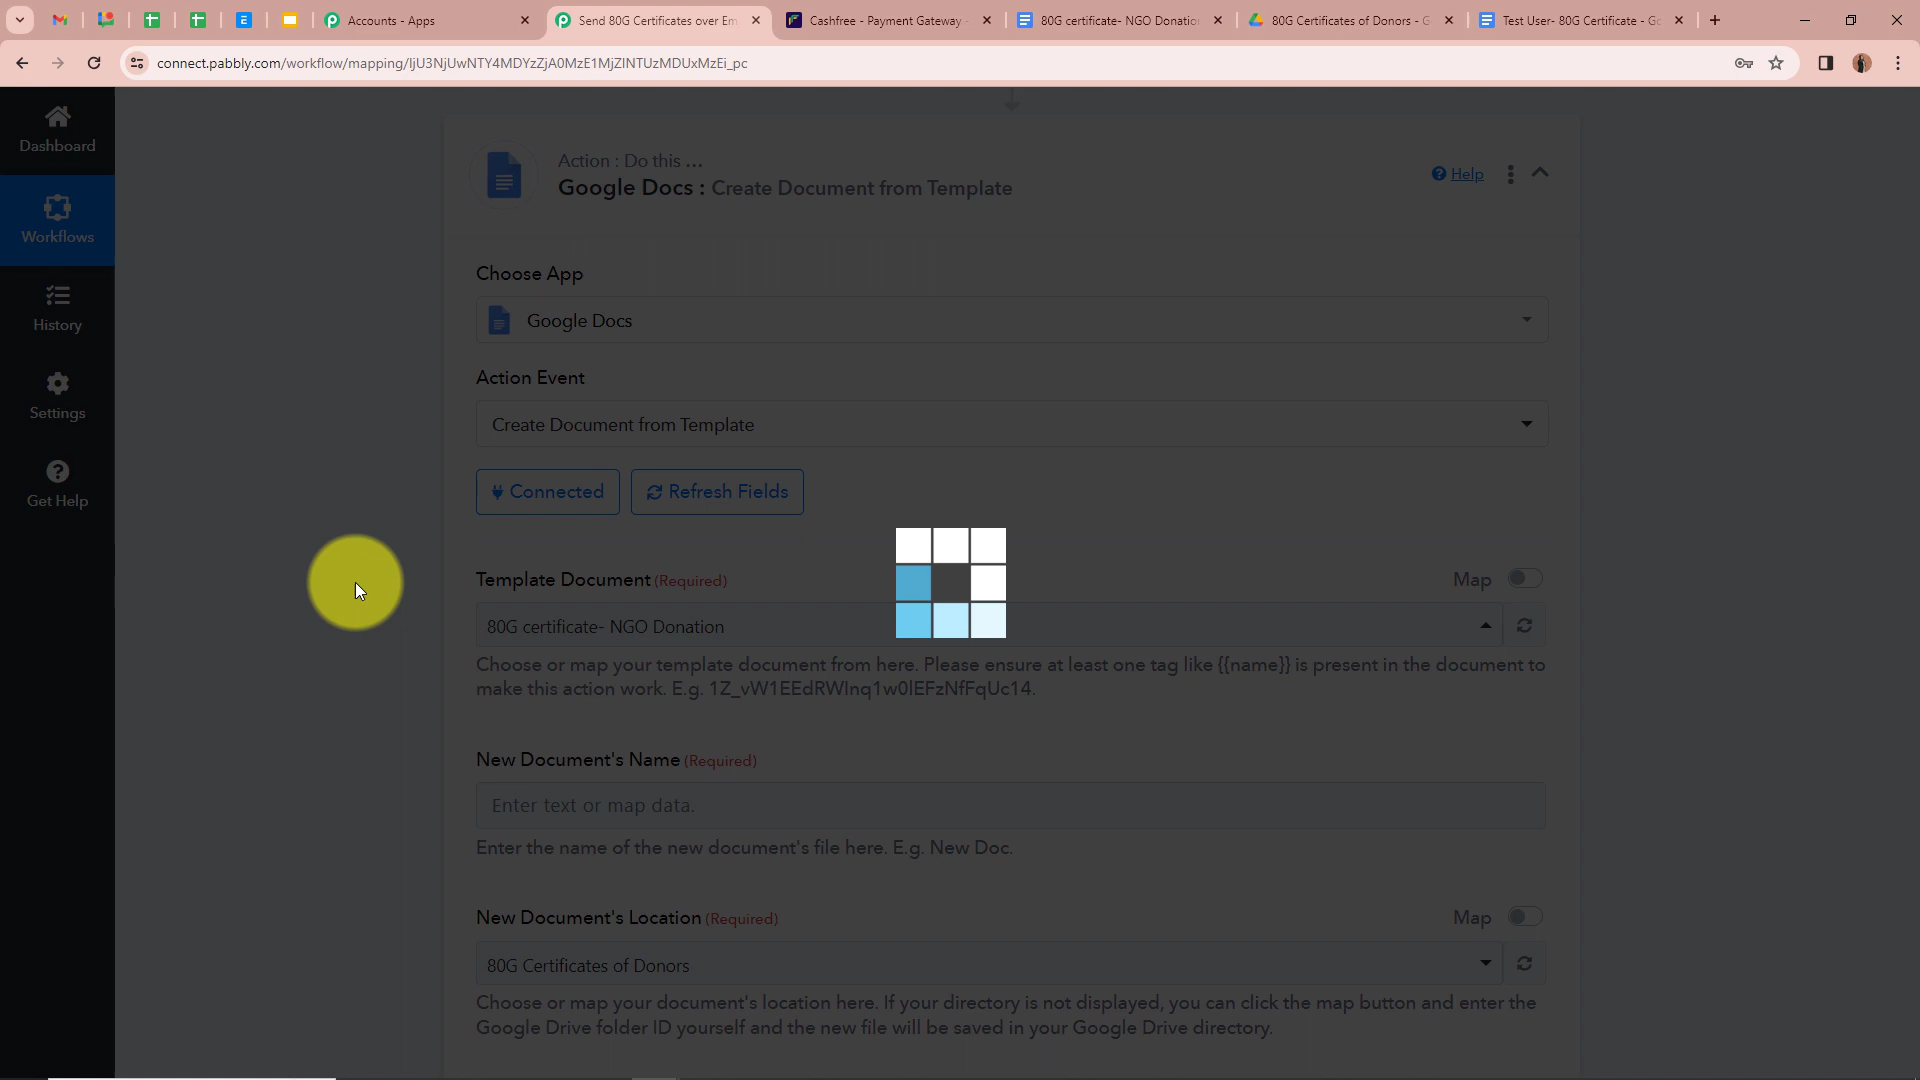 Accounts - Apps
Send 80G Certificates over Em
Cashfree - Payment Gateway -
80G certificate- NGO Donation
80G Certificates of Donors - G
Test User- 80G Certificate - Go
connect.pabbly.com/workflow/mapping/IjU3NjUwNTY4MDYzZjA0MzE1MjZlNTUzMDUxMzEi_pc
Dashboard
Workflows
History
Settings
Get Help
Action : Do this ...
Google Docs : Create Document from Template
Help
Choose App
Google Docs
Action Event
Create Document from Template
Connected
Refresh Fields
Template Document (Required)
Map
80G certificate- NGO Donation
Choose or map your template document from here. Please ensure at least one tag like {{name}} is present in the document to
make this action work. E.g. 1Z_vW1EEdRWInq1w0lEFzNfFqUc14.
New Document's Name (Required)
Enter text or map data.
Enter the name of the new document's file here. E.g. New Doc.
New Document's Location (Required)
Map
80G Certificates of Donors
Choose or map your document's location here. If your directory is not displayed, you can click the map button and enter the
Google Drive folder ID yourself and the new file will be saved in your Google Drive directory.